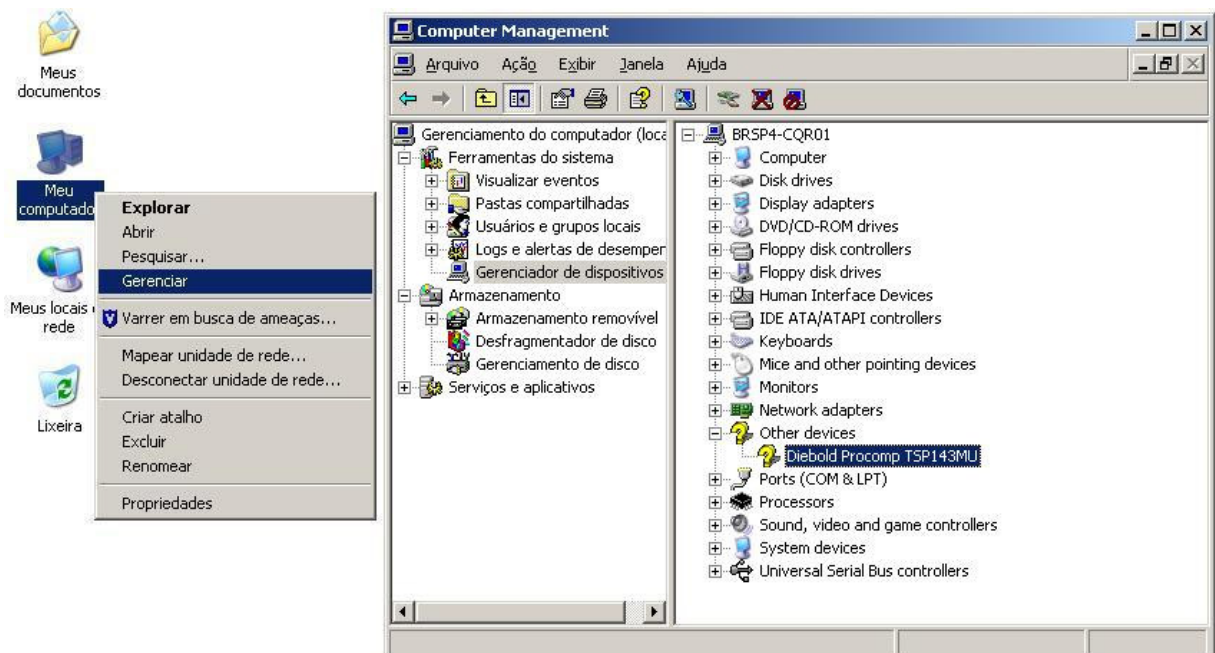 Meus
documentos
Meu
computado
Meus locais
rede
Lixeira
Explorar
Abrir
Pesquisar...
Gerenciar
Varrer em busca de ameaças...
Mapear unidade de rede...
Desconectar unidade de rede...
Criar atalho
Excluir
Renomear
Propriedades
Computer Management
Arquivo Ação Exibir Janela Ajuda
Gerenciamento do computador (loca
Ferramentas do sistema
Visualizar eventos
Pastas compartilhadas
Usuários e grupos locais
Logs e alertas de desemper
Gerenciador de dispositivos
Armazenamento
Armazenamento removível
Desfragmentador de disco
Gerenciamento de disco
Serviços e aplicativos
BRSP4-CQR01
Computer
Disk drives
Display adapters
DVD/CD-ROM drives
Floppy disk controllers
Floppy disk drives
Human Interface Devices
IDE ATA/ATAPI controllers
Keyboards
Mice and other pointing devices
Monitors
Network adapters
Other devices
Diebold Procomp TSP143MU
Ports (COM & LPT)
Processors
Sound, video and game controllers
System devices
Universal Serial Bus controllers